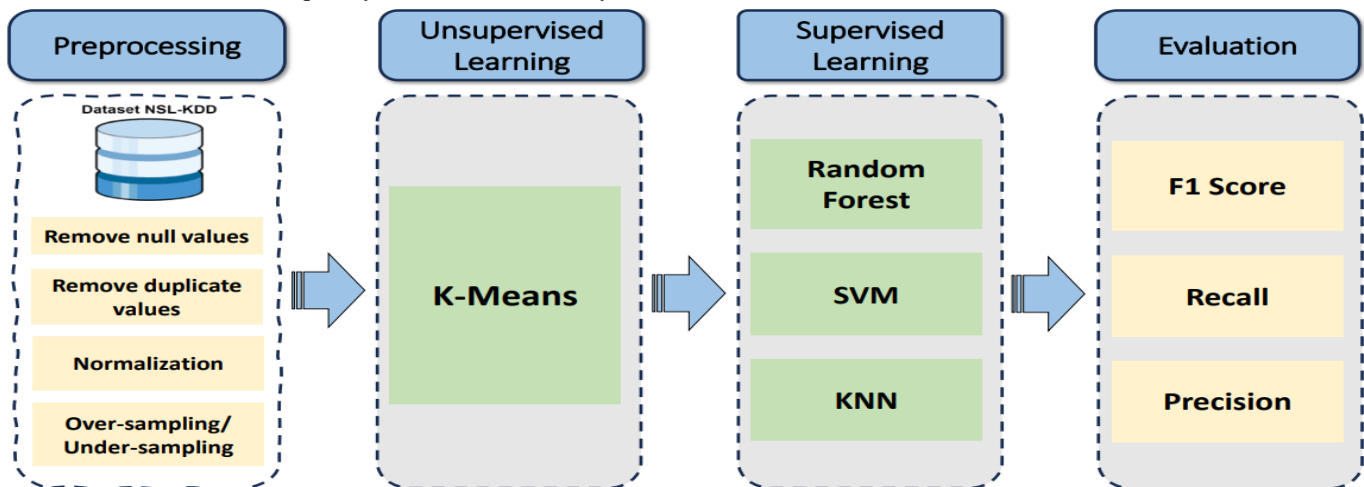 Preprocessing
Unsupervised
Learning
Supervised
Learning
Evaluation
Dataset NSL-KDD
Remove null values
Remove duplicate
values
Normalization
Over-sampling/
Under-sampling
K-Means
Random
Forest
SVM
KNN
F1 Score
Recall
Precision